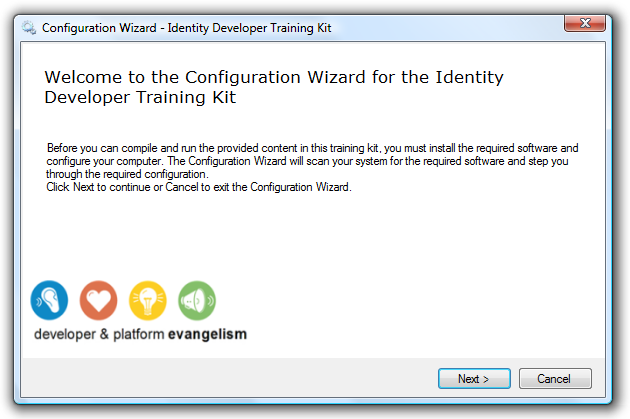 Configuration Wizard - Identity Developer Training Kit
Welcome to the Configuration Wizard for the Identity
Developer Training Kit
Before you can compile and run the provided content in this training kit, you must install the required software and
configure your computer. The Configuration Wizard will scan your system for the required software and step you
through the required configuration.
Click Next to continue or Cancel to exit the Configuration Wizard.
developer & platform evangelism
Next >
Cancel